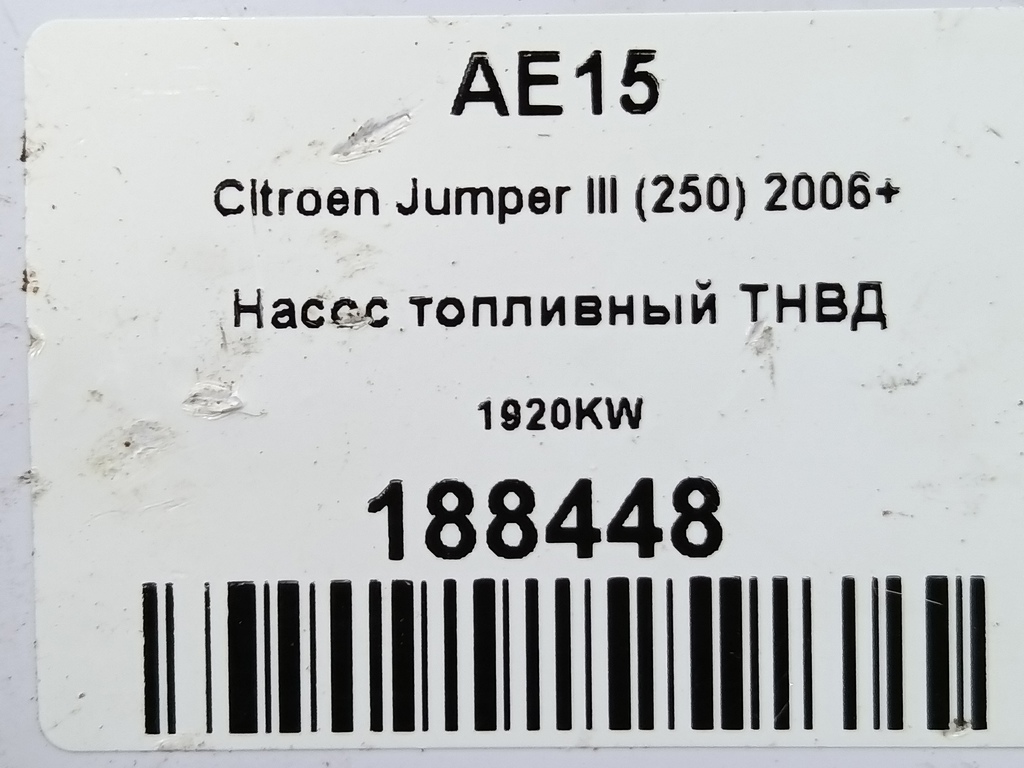 AE15
Citroen Jumper III (250) 2006+
Насос топливный ТНВД
1920KW
188448